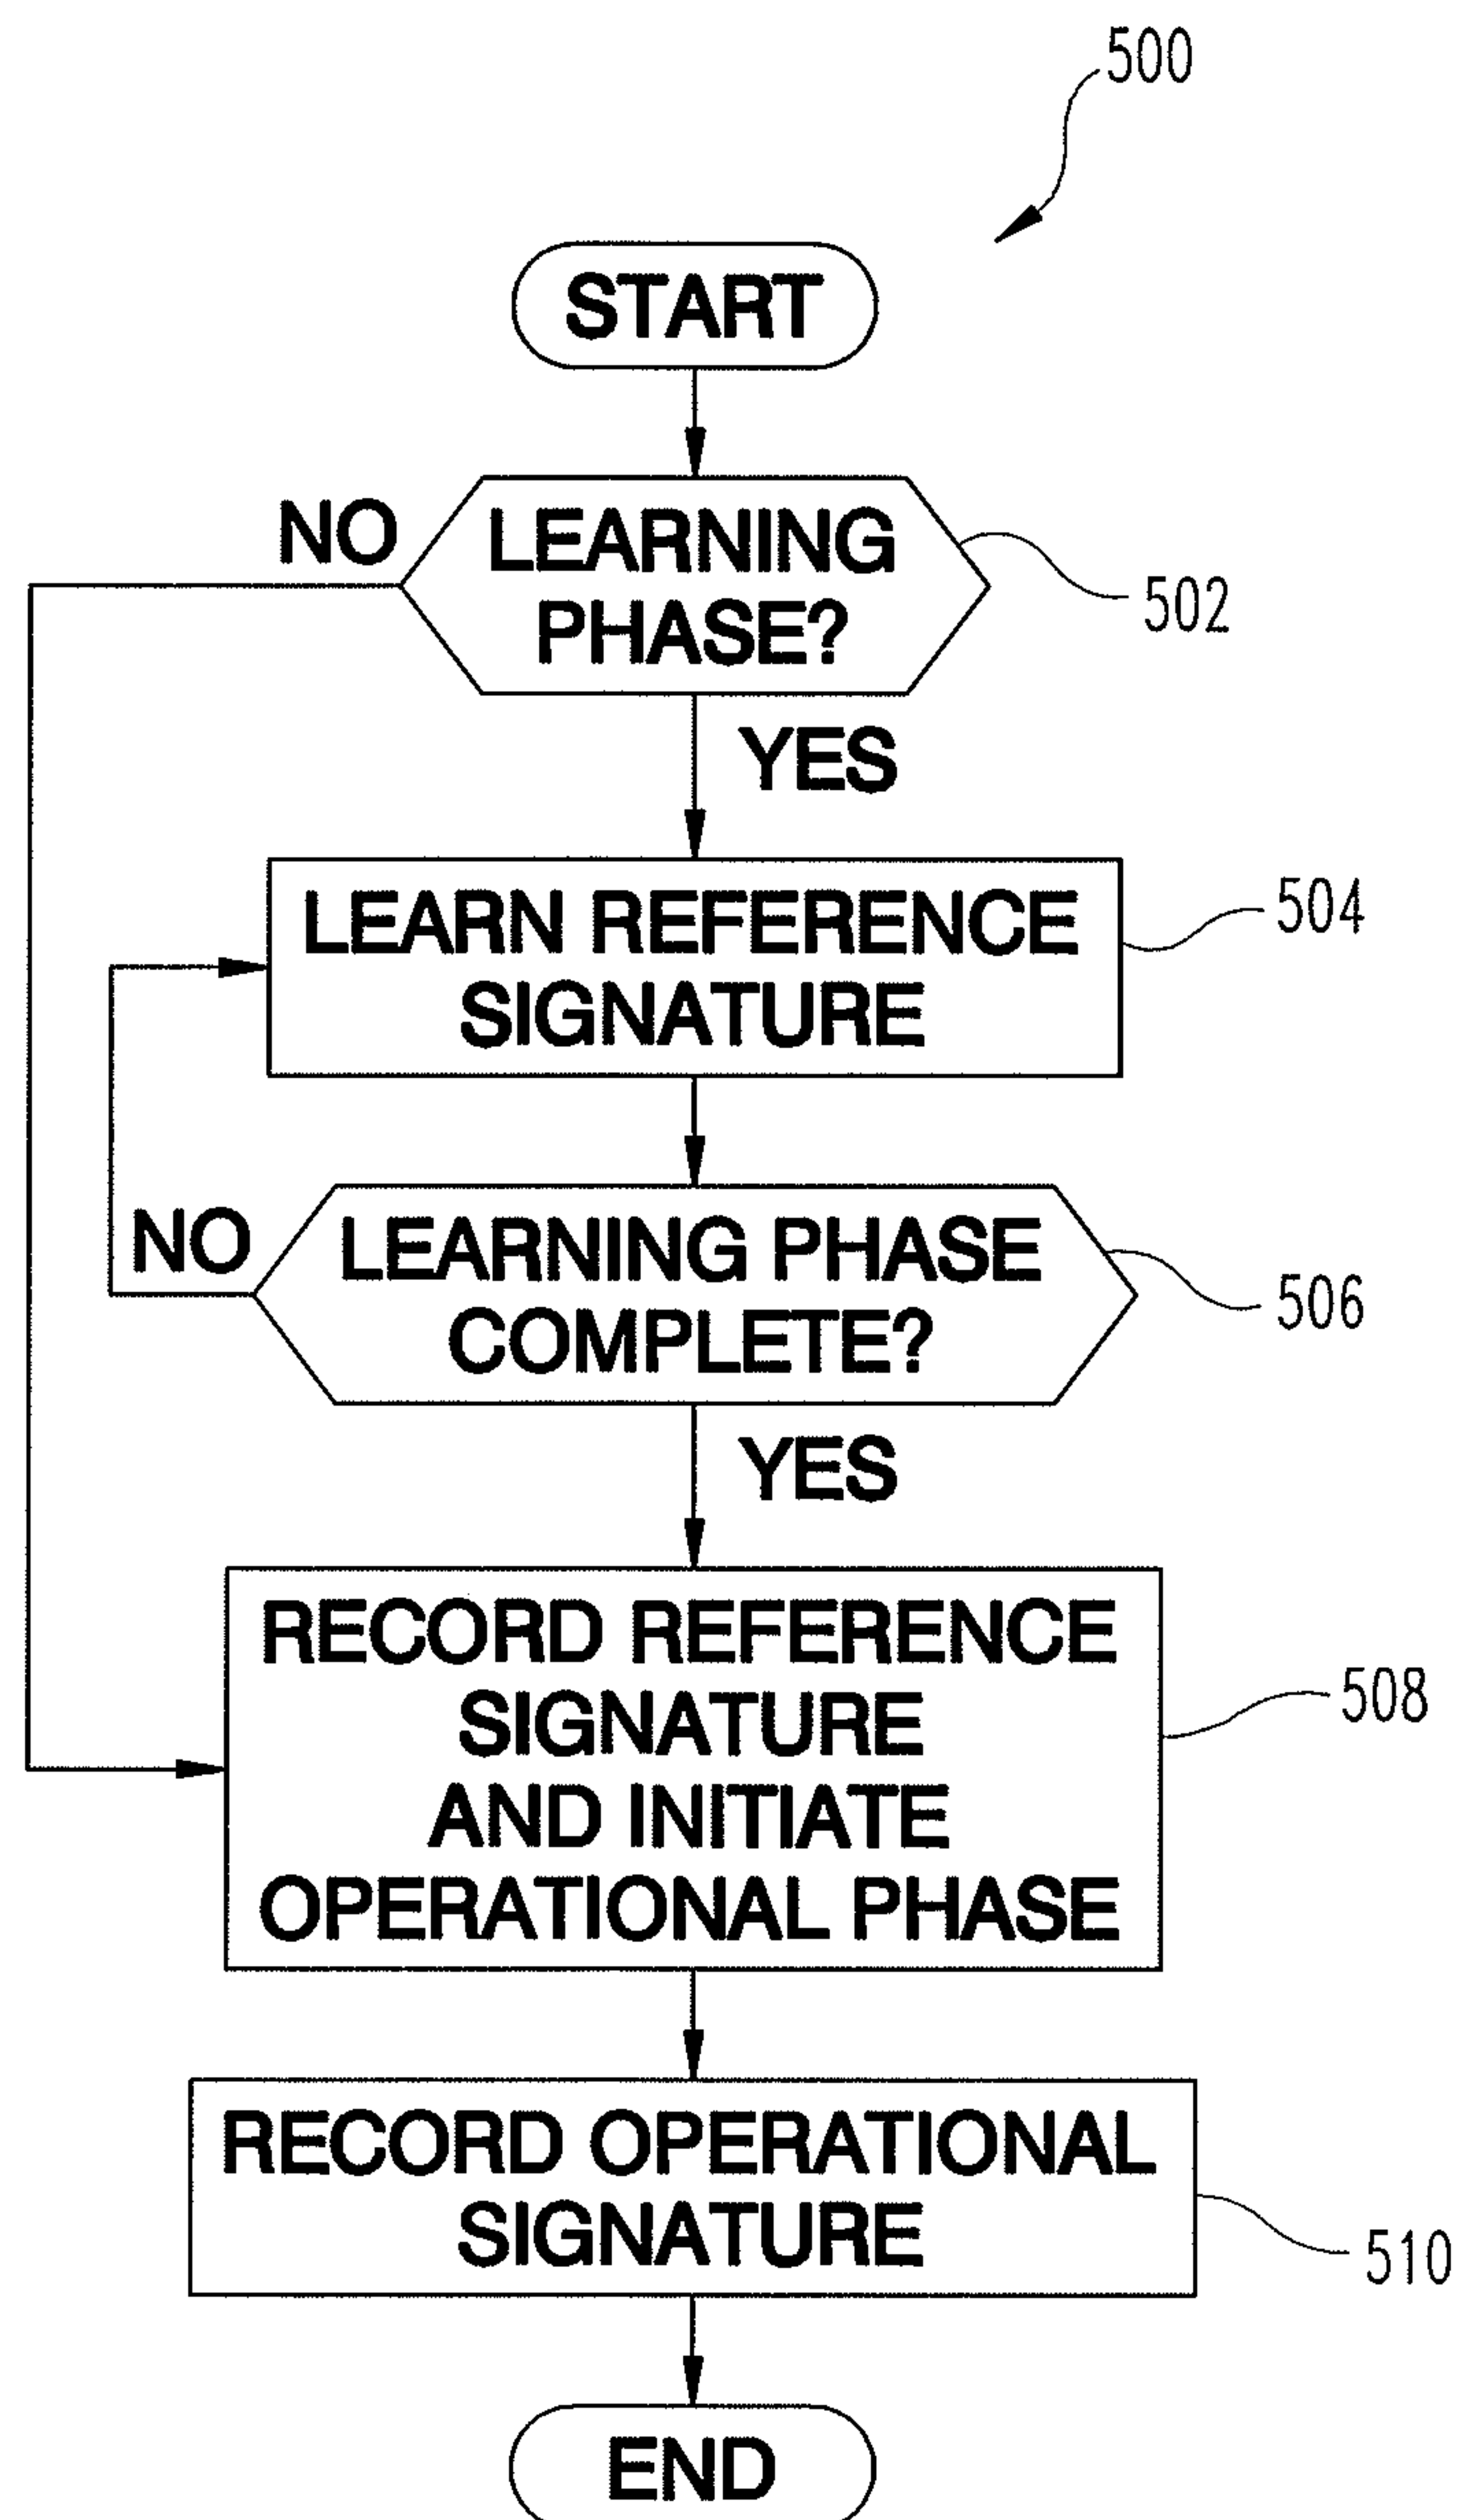 500
START
NO
LEARNING
PHASE?
502
YES
LEARN REFERENCE
SIGNATURE
504
NO
LEARNING PHASE
COMPLETE?
506
YES
RECORD REFERENCE
SIGNATURE
AND INITIATE
OPERATIONAL PHASE
508
RECORD OPERATIONAL
SIGNATURE
510
END